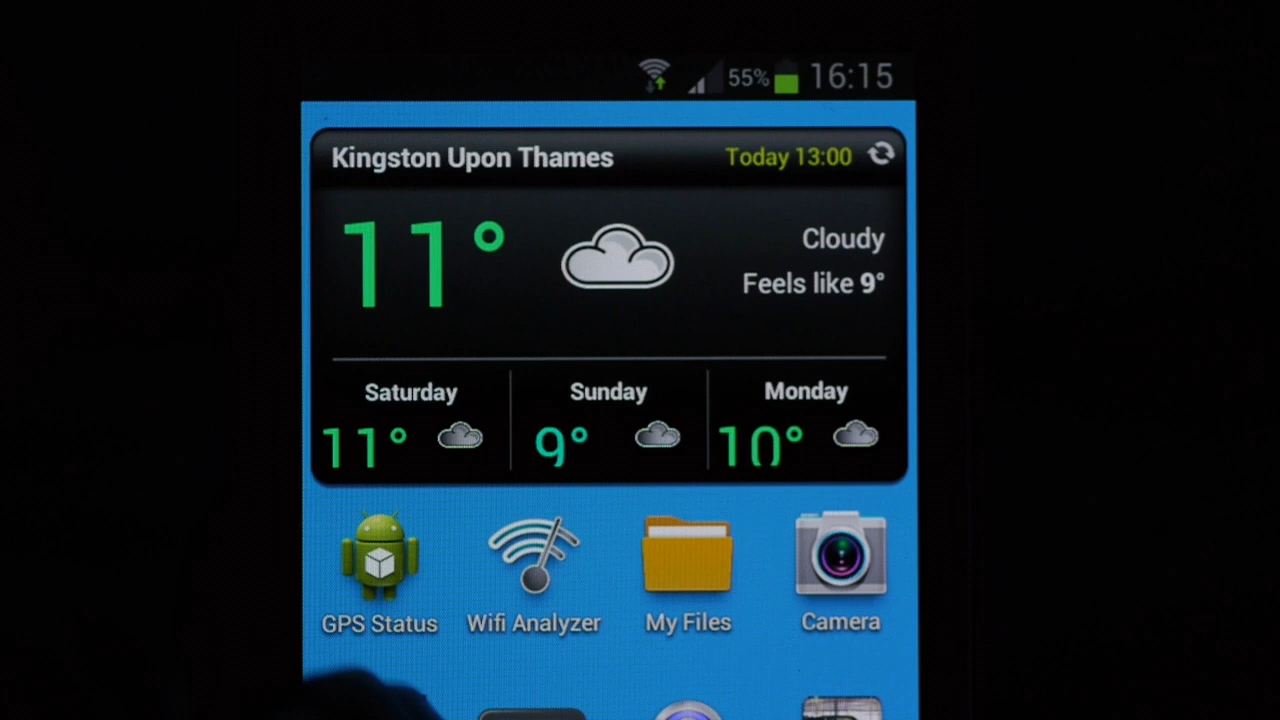 55% 16:15
Kingston Upon Thames Today 13:00
11° Cloudy
Feels like 9°
Saturday Sunday Monday
11° 9° 10°
GPS Status Wifi Analyzer My Files Camera